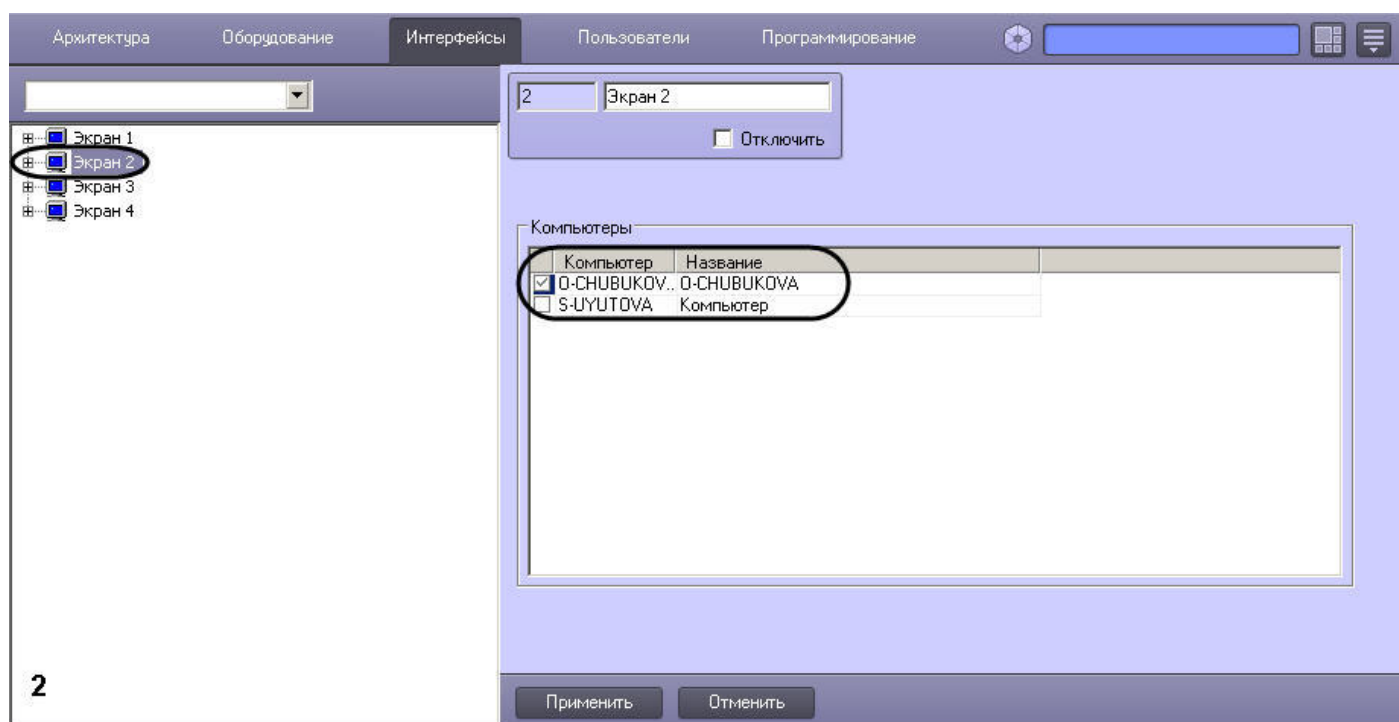 Архитектура Оборудование Интерфейсы Пользователи Программирование
2 Экран 2
Отключить
Экран 1
Экран 2
Экран 3
Экран 4
Компьютеры
Компьютер Название
O-CHUBUKOV... O-CHUBUKOVA
S-UYUTOVA Компьютер
2
Применить Отменить